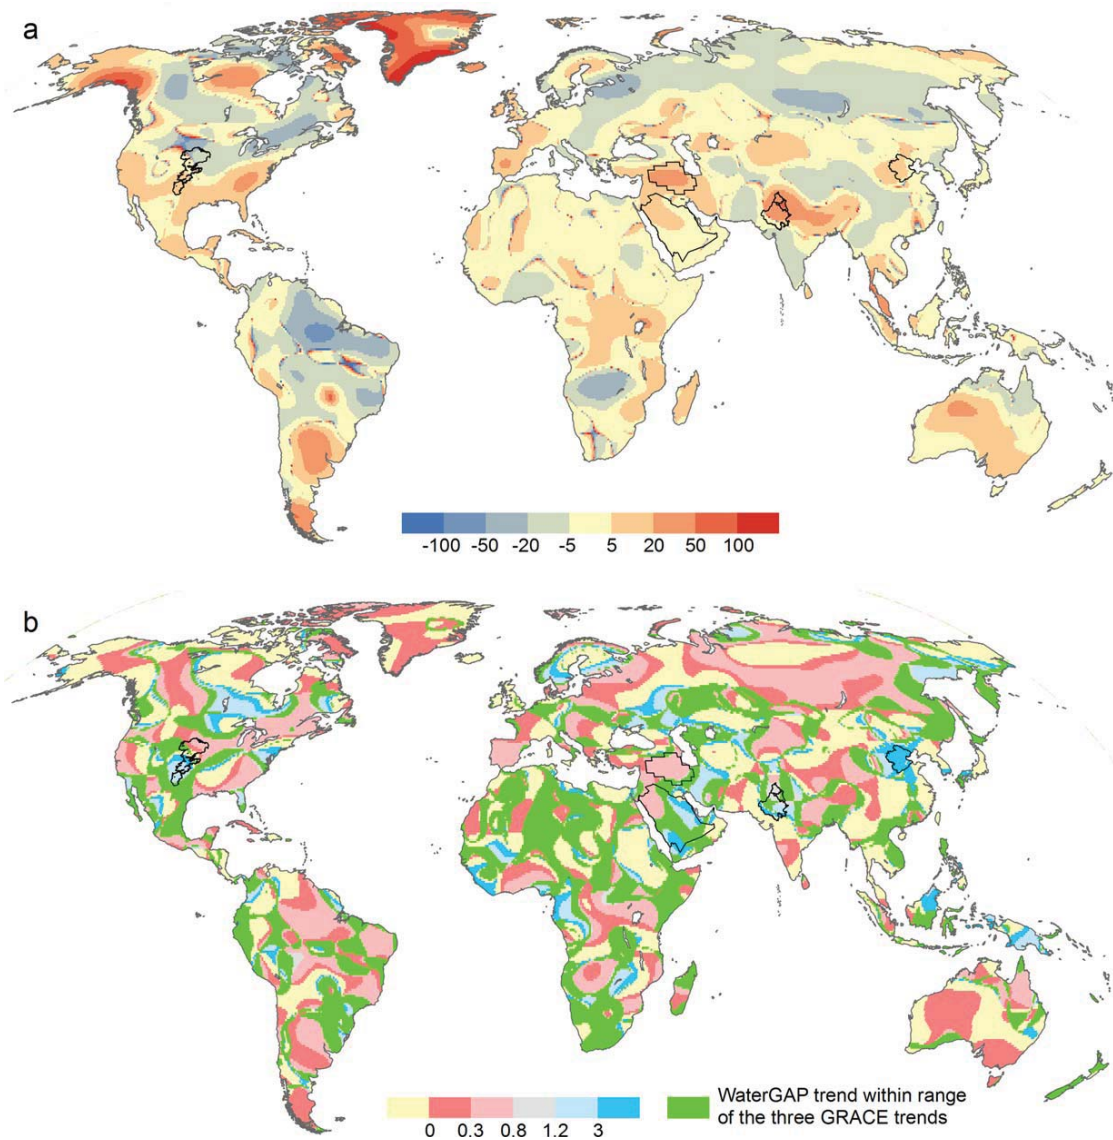 a
-100 -50 -20 -5 5 20 50 100
b
0 0.3 0.8 1.2 3
WaterGAP trend within range
of the three GRACE trends